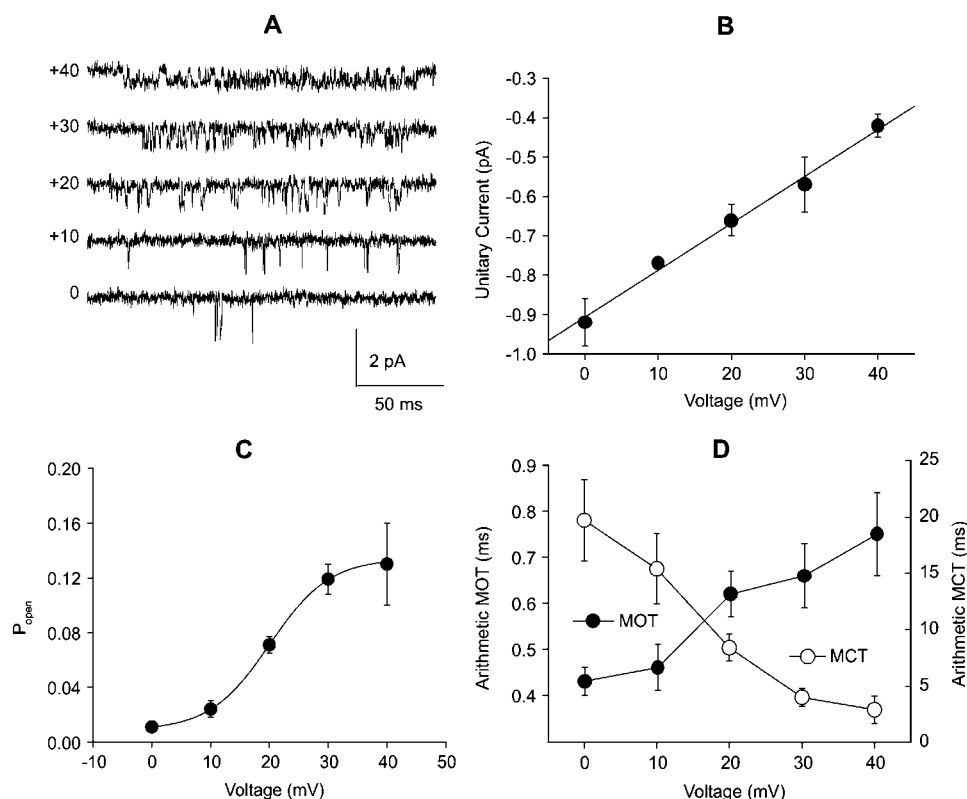 A
+40
+30
+20
+10
0
2 pA
50 ms
B
Unitary Current (pA)
-0.3
-0.4
-0.5
-0.6
-0.7
-0.8
-0.9
-1.0
0 10 20 30 40
Voltage (mV)
C
Popen
0.20
0.16
0.12
0.08
0.04
0.00
-10 0 10 20 30 40 50
Voltage (mV)
D
Arithmetic MOT (ms)
0.9
0.8
0.7
0.6
0.5
0.4
MOT
MCT
25
20
15
10
5
0
Arithmetic MCT (ms)
0 10 20 30 40
Voltage (mV)